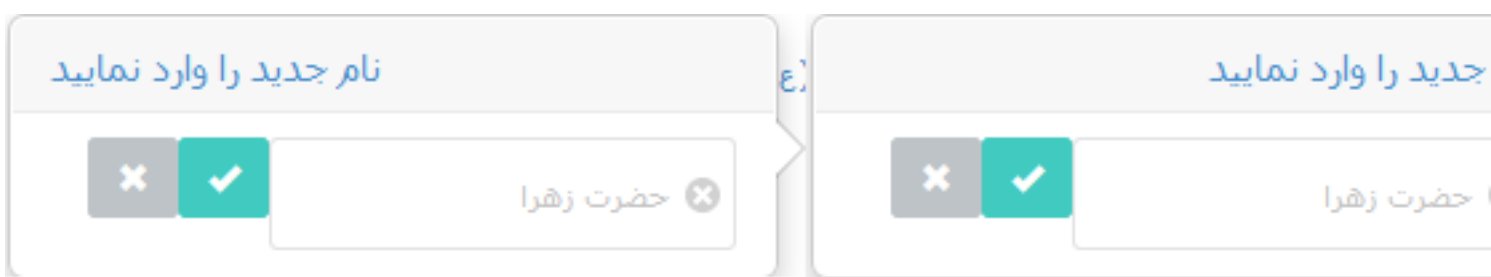 نام جدید را وارد نمایید
حضرت زهرا
(ع
جدید را وارد نمایید
حضرت زهرا